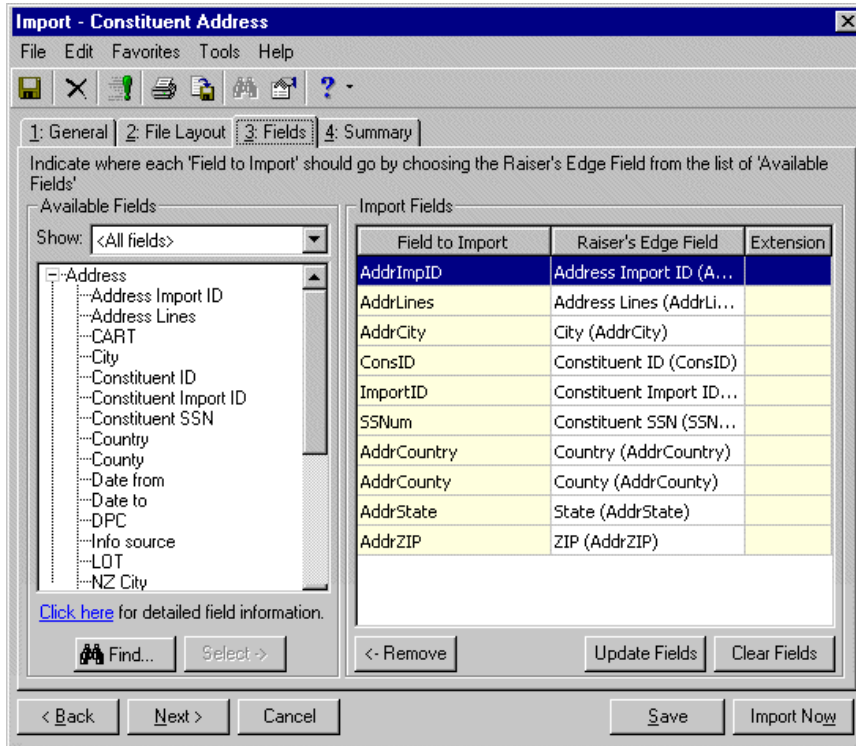 Import - Constituent Address
File Edit Favorites Tools Help
?
1: General 2: File Layout 3: Fields 4: Summary
Indicate where each 'Field to Import' should go by choosing the Raiser's Edge Field from the list of 'Available
Fields'
Available Fields
Show: <All fields>
Address
Address Import ID
Address Lines
CART
City
Constituent ID
Constituent Import ID
Constituent SSN
Country
County
Date from
Date to
DPC
Info source
LOT
NZ City
Click here for detailed field information.
Find... Select ->
Import Fields
Field to Import Raiser's Edge Field Extension
AddrImpID Address Import ID (A...
AddrLines Address Lines (AddrLi...
AddrCity City (AddrCity)
ConsID Constituent ID (ConsID)
ImportID Constituent Import ID...
SSNum Constituent SSN (SSN...
AddrCountry Country (AddrCountry)
AddrCounty County (AddrCounty)
AddrState State (AddrState)
AddrZIP ZIP (AddrZIP)
<- Remove Update Fields Clear Fields
< Back Next > Cancel Save Import Now